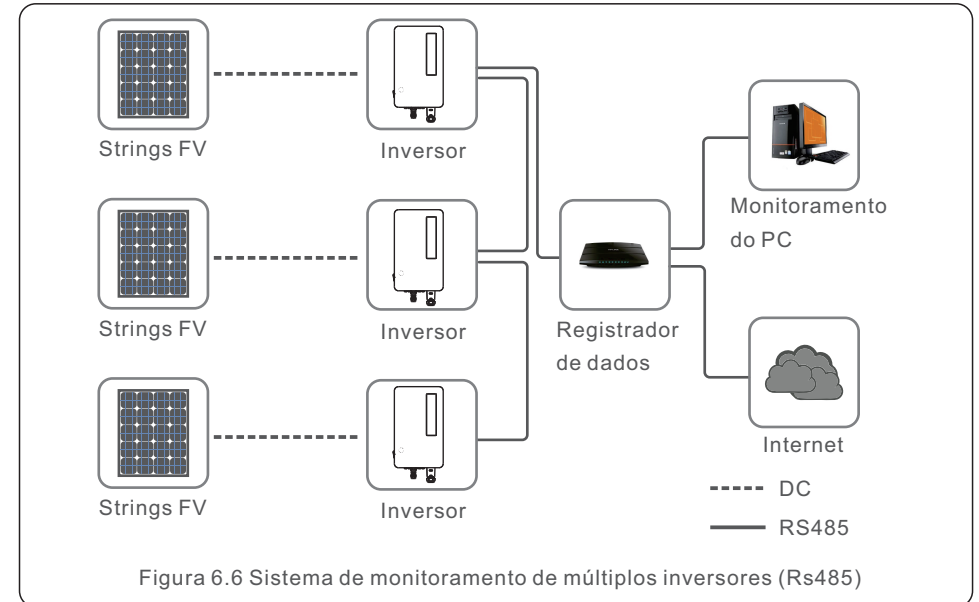 Strings FV
Inversor
Monitoramento
do PC
Strings FV
Inversor
Registrador
de dados
Internet
Strings FV
Inversor
DC
RS485
Figura 6.6 Sistema de monitoramento de múltiplos inversores (Rs485)